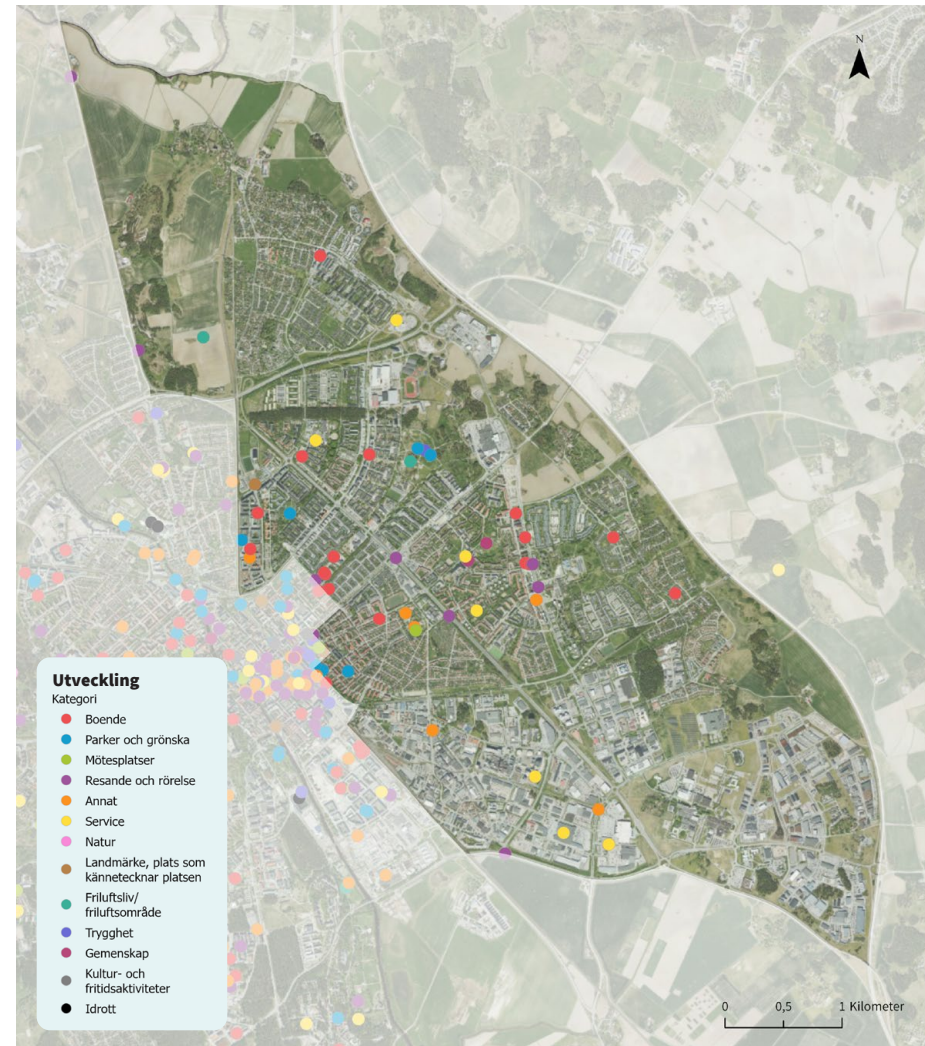 N
Utveckling
Kategori
Boende
Parker och grönska
Mötesplatser
Resande och rörelse
Annat
Service
Natur
Landmärke, plats som
kännetecknar platsen
Friluftsliv/
friluftsområde
Trygghet
Gemenskap
Kultur- och
fritidsaktiviteter
Idrott
0 0,5 1 Kilometer